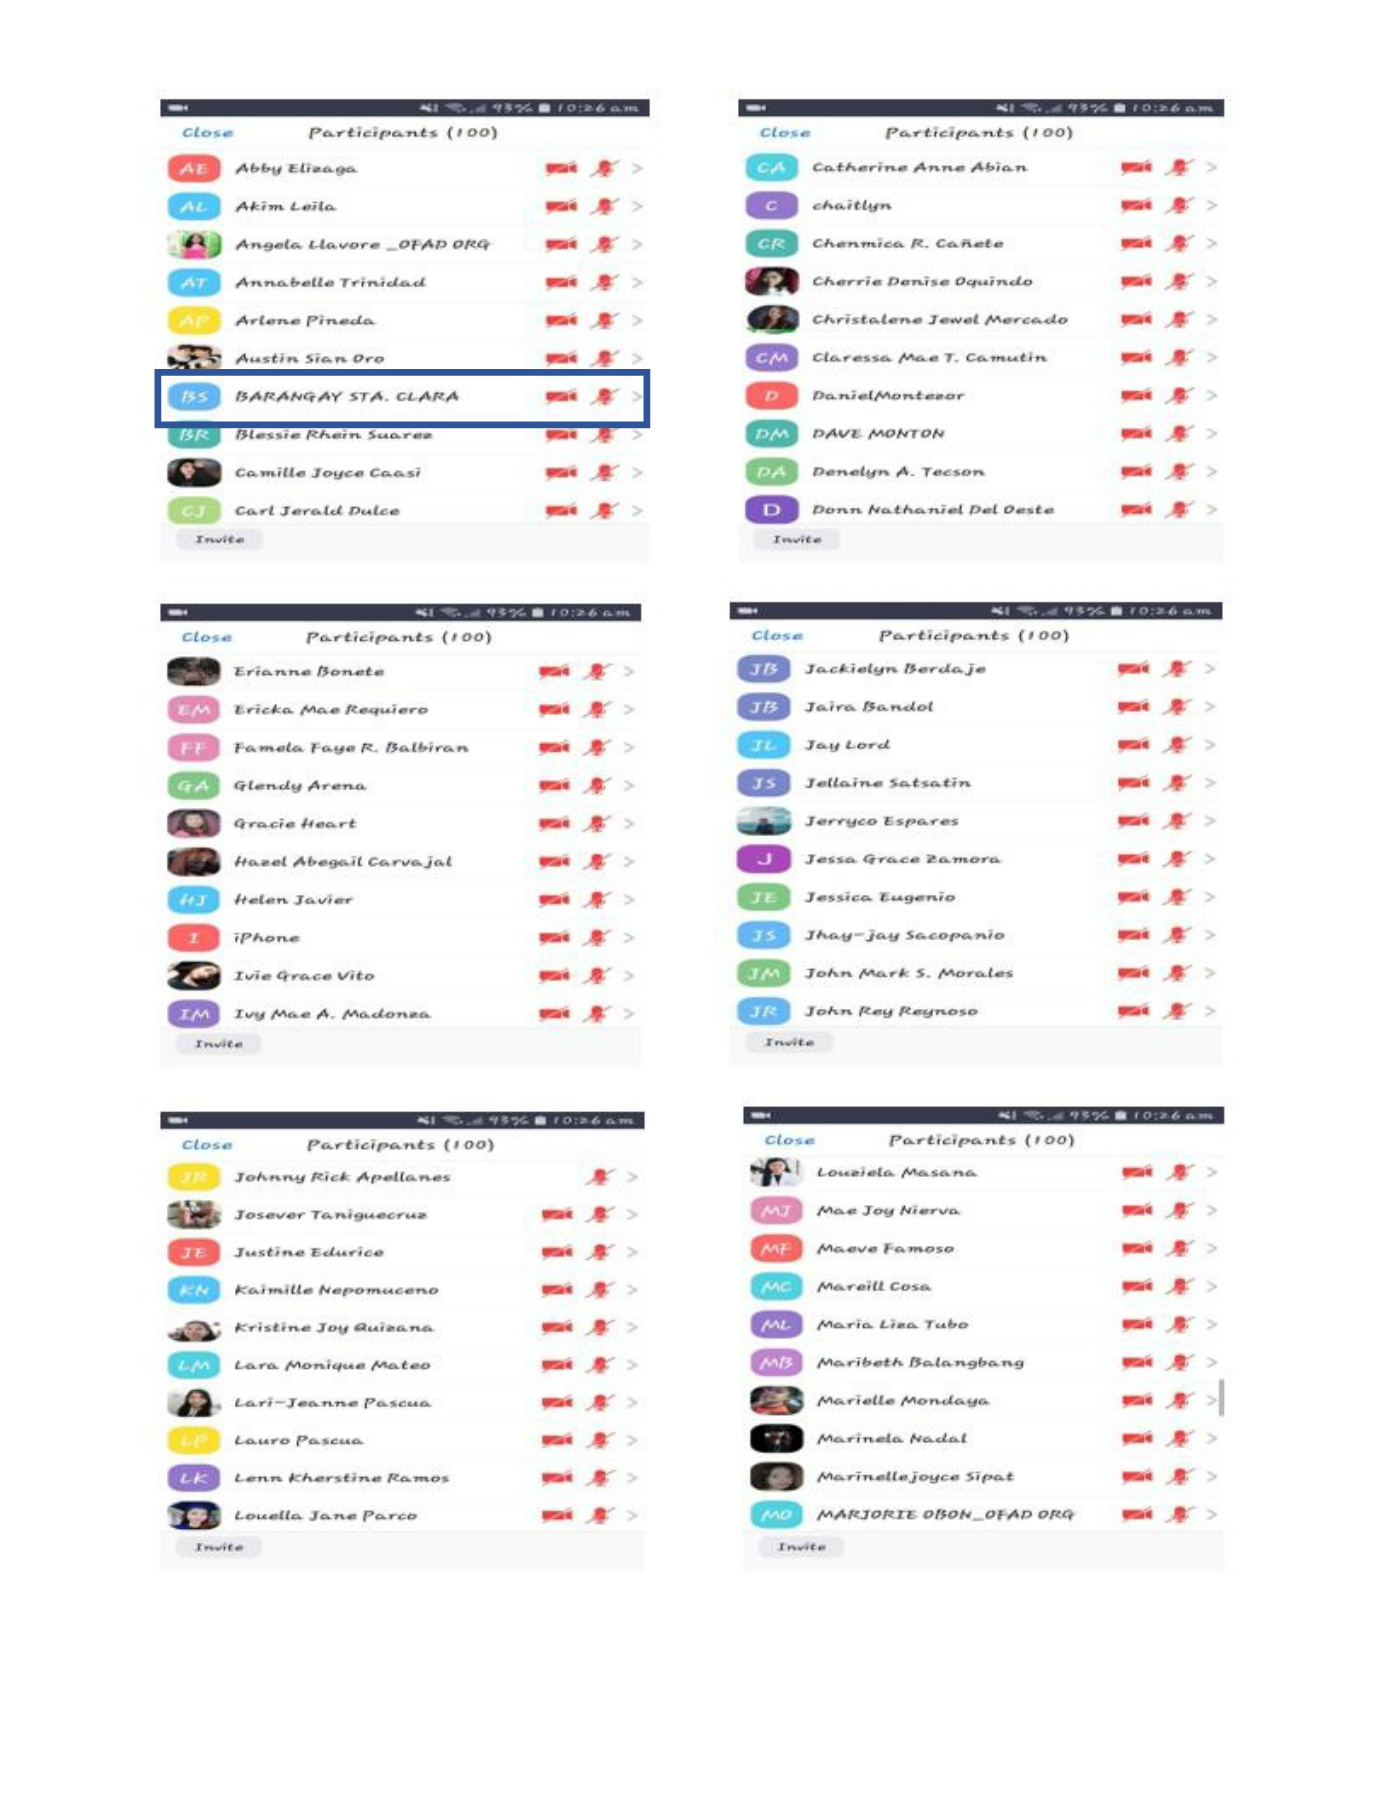 93% 10:26 am
Close Participants (100)
AE Abby Elizaga
AL Akim Leila
Angela Llavore _OFAD ORG
AT Annabelle Trinidad
AP Arlene Pineda
Austin Sian Oro
BS BARANGAY STA. CLARA
BR Blessie Rhein Suarez
Camille Joyce Caasi
CJ Carl Jerald Dulce
Invite
93% 10:26 am
Close Participants (100)
CA Catherine Anne Abian
C chaitlyn
CR Chenmica R. Cañete
Cherrie Denise Oquindo
Christalene Jewel Mercado
CM Claressa Mae T. Camutin
D DanielMontezor
DM DAVE MONTON
DA Denelyn A. Tecson
D Donn Nathaniel Del Oeste
Invite
93% 10:26 am
Close Participants (100)
Erianne Bonete
EM Ericka Mae Requiero
FF Famela Faye R. Balbiran
GA Glendy Arena
Gracie Heart
Hazel Abegail Carvajal
HJ Helen Javier
I iPhone
Ivie Grace Vito
IM Ivy Mae A. Madonza
Invite
93% 10:26 am
Close Participants (100)
JB Jackielyn Berdaje
JB Jaira Bandol
JL Jay Lord
JS Jellaine Satsatin
Jerryco Espares
J Jessa Grace Zamora
JE Jessica Eugenio
JS Jhay-jay Sacopanio
JM John Mark S. Morales
JR John Rey Reynoso
Invite
93% 10:26 am
Close Participants (100)
JR Johnny Rick Apellanes
Josever Taniguecruz
JE Justine Edurice
KN Kaimille Nepomuceno
Kristine Joy Quizana
LM Lara Monique Mateo
Lari-Jeanne Pascua
LP Lauro Pascua
LK Lenn Kherstine Ramos
Louella Jane Parco
Invite
93% 10:26 am
Close Participants (100)
Louziela Masana
MJ Mae Joy Nierva
MF Maeve Famoso
MC Mareill Cosa
ML Maria Liza Tubo
MB Maribeth Balangbang
Marielle Mondaya
Marinela Nadal
Marinellejoyce Sipat
MO MARJORIE OBON_OFAD ORG
Invite